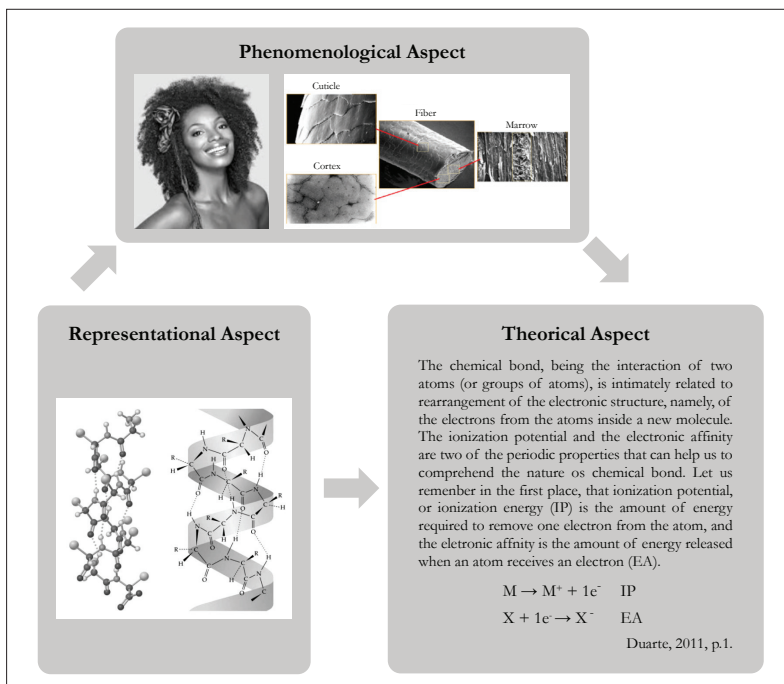 Phenomenological Aspect
Cuticle
Fiber
Marrow
Cortex
Representational Aspect
Theorical Aspect
The chemical bond, being the interaction of two
atoms (or groups of atoms), is intimately related to
rearrangement of the electronic structure, namely, of
the electrons from the atoms inside a new molecule.
The ionization potential and the electronic affinity
are two of the periodic properties that can help us to
comprehend the nature os chemical bond. Let us
remenber in the first place, that ionization potential,
or ionization energy (IP) is the amount of energy
required to remove one electron from the atom, and
the eletronic affnity is the amount of energy released
when an atom receives an electron (EA).
M → M⁺ + 1e⁻ IP
X + 1e⁻ → X⁻ EA
Duarte, 2011, p.1.